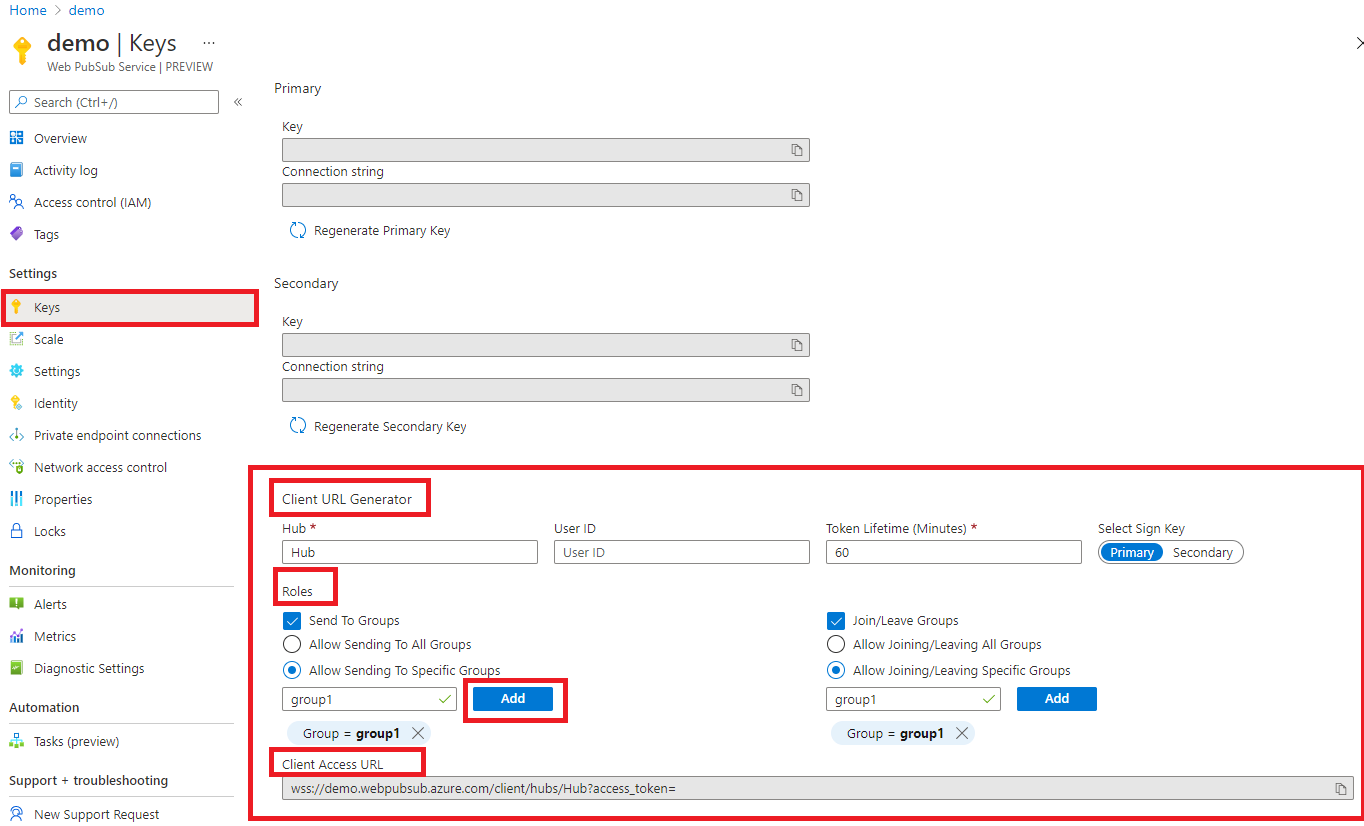 Home > demo
demo | Keys ...
Web PubSub Service | PREVIEW
Search (Ctrl+/) «
Overview
Activity log
Access control (IAM)
Tags
Settings
Keys
Scale
Settings
Identity
Private endpoint connections
Network access control
Properties
Locks
Monitoring
Alerts
Metrics
Diagnostic Settings
Automation
Tasks (preview)
Support + troubleshooting
New Support Request
Primary
Key
Connection string
Regenerate Primary Key
Secondary
Key
Connection string
Regenerate Secondary Key
Client URL Generator
Hub * User ID Token Lifetime (Minutes) * Select Sign Key
Hub User ID 60 Primary Secondary
Roles
Send To Groups Join/Leave Groups
Allow Sending To All Groups Allow Joining/Leaving All Groups
Allow Sending To Specific Groups Allow Joining/Leaving Specific Groups
group1 Add group1 Add
Group = group1 Group = group1
Client Access URL
wss://demo.webpubsub.azure.com/client/hubs/Hub?access_token=